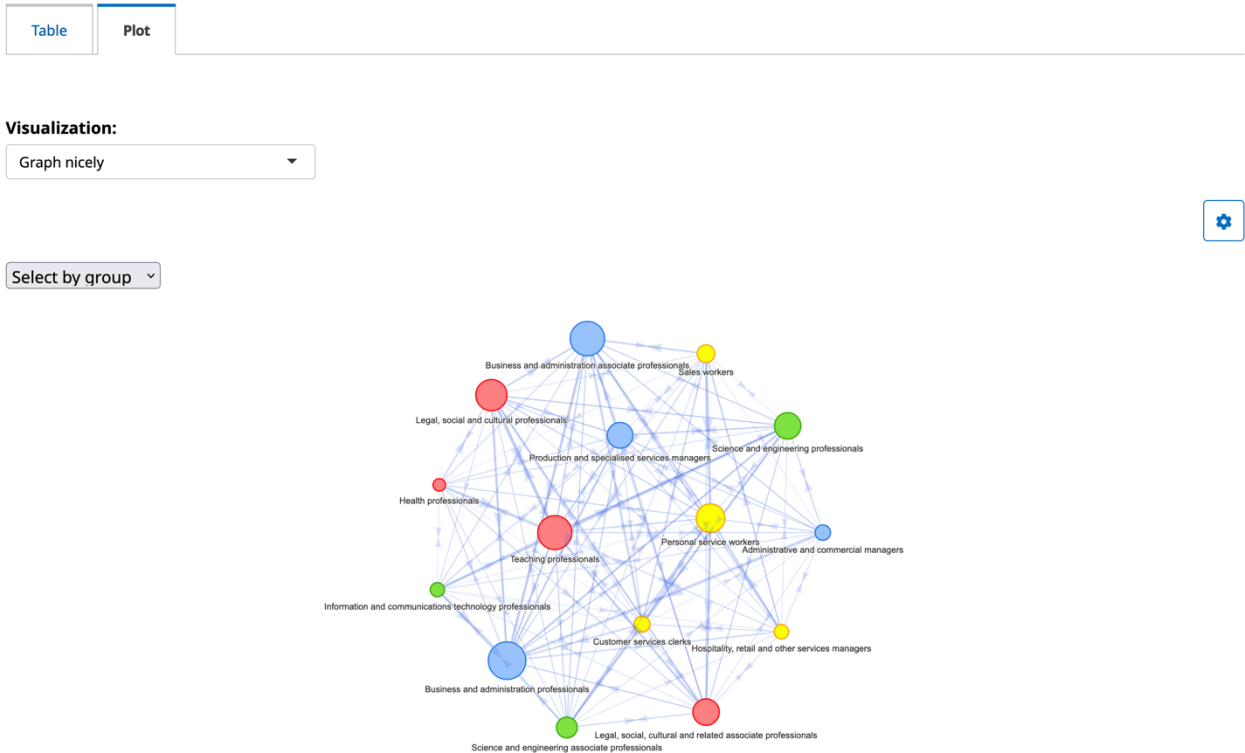 Table
Plot
Visualization:
Graph nicely
Select by group
Business and administration associate professionals
Sales workers
Legal, social and cultural professionals
Science and engineering professionals
Production and specialised services managers
Health professionals
Personal service workers
Administrative and commercial managers
Teaching professionals
Information and communications technology professionals
Customer services clerks
Hospitality, retail and other services managers
Business and administration professionals
Legal, social, cultural and related associate professionals
Science and engineering associate professionals